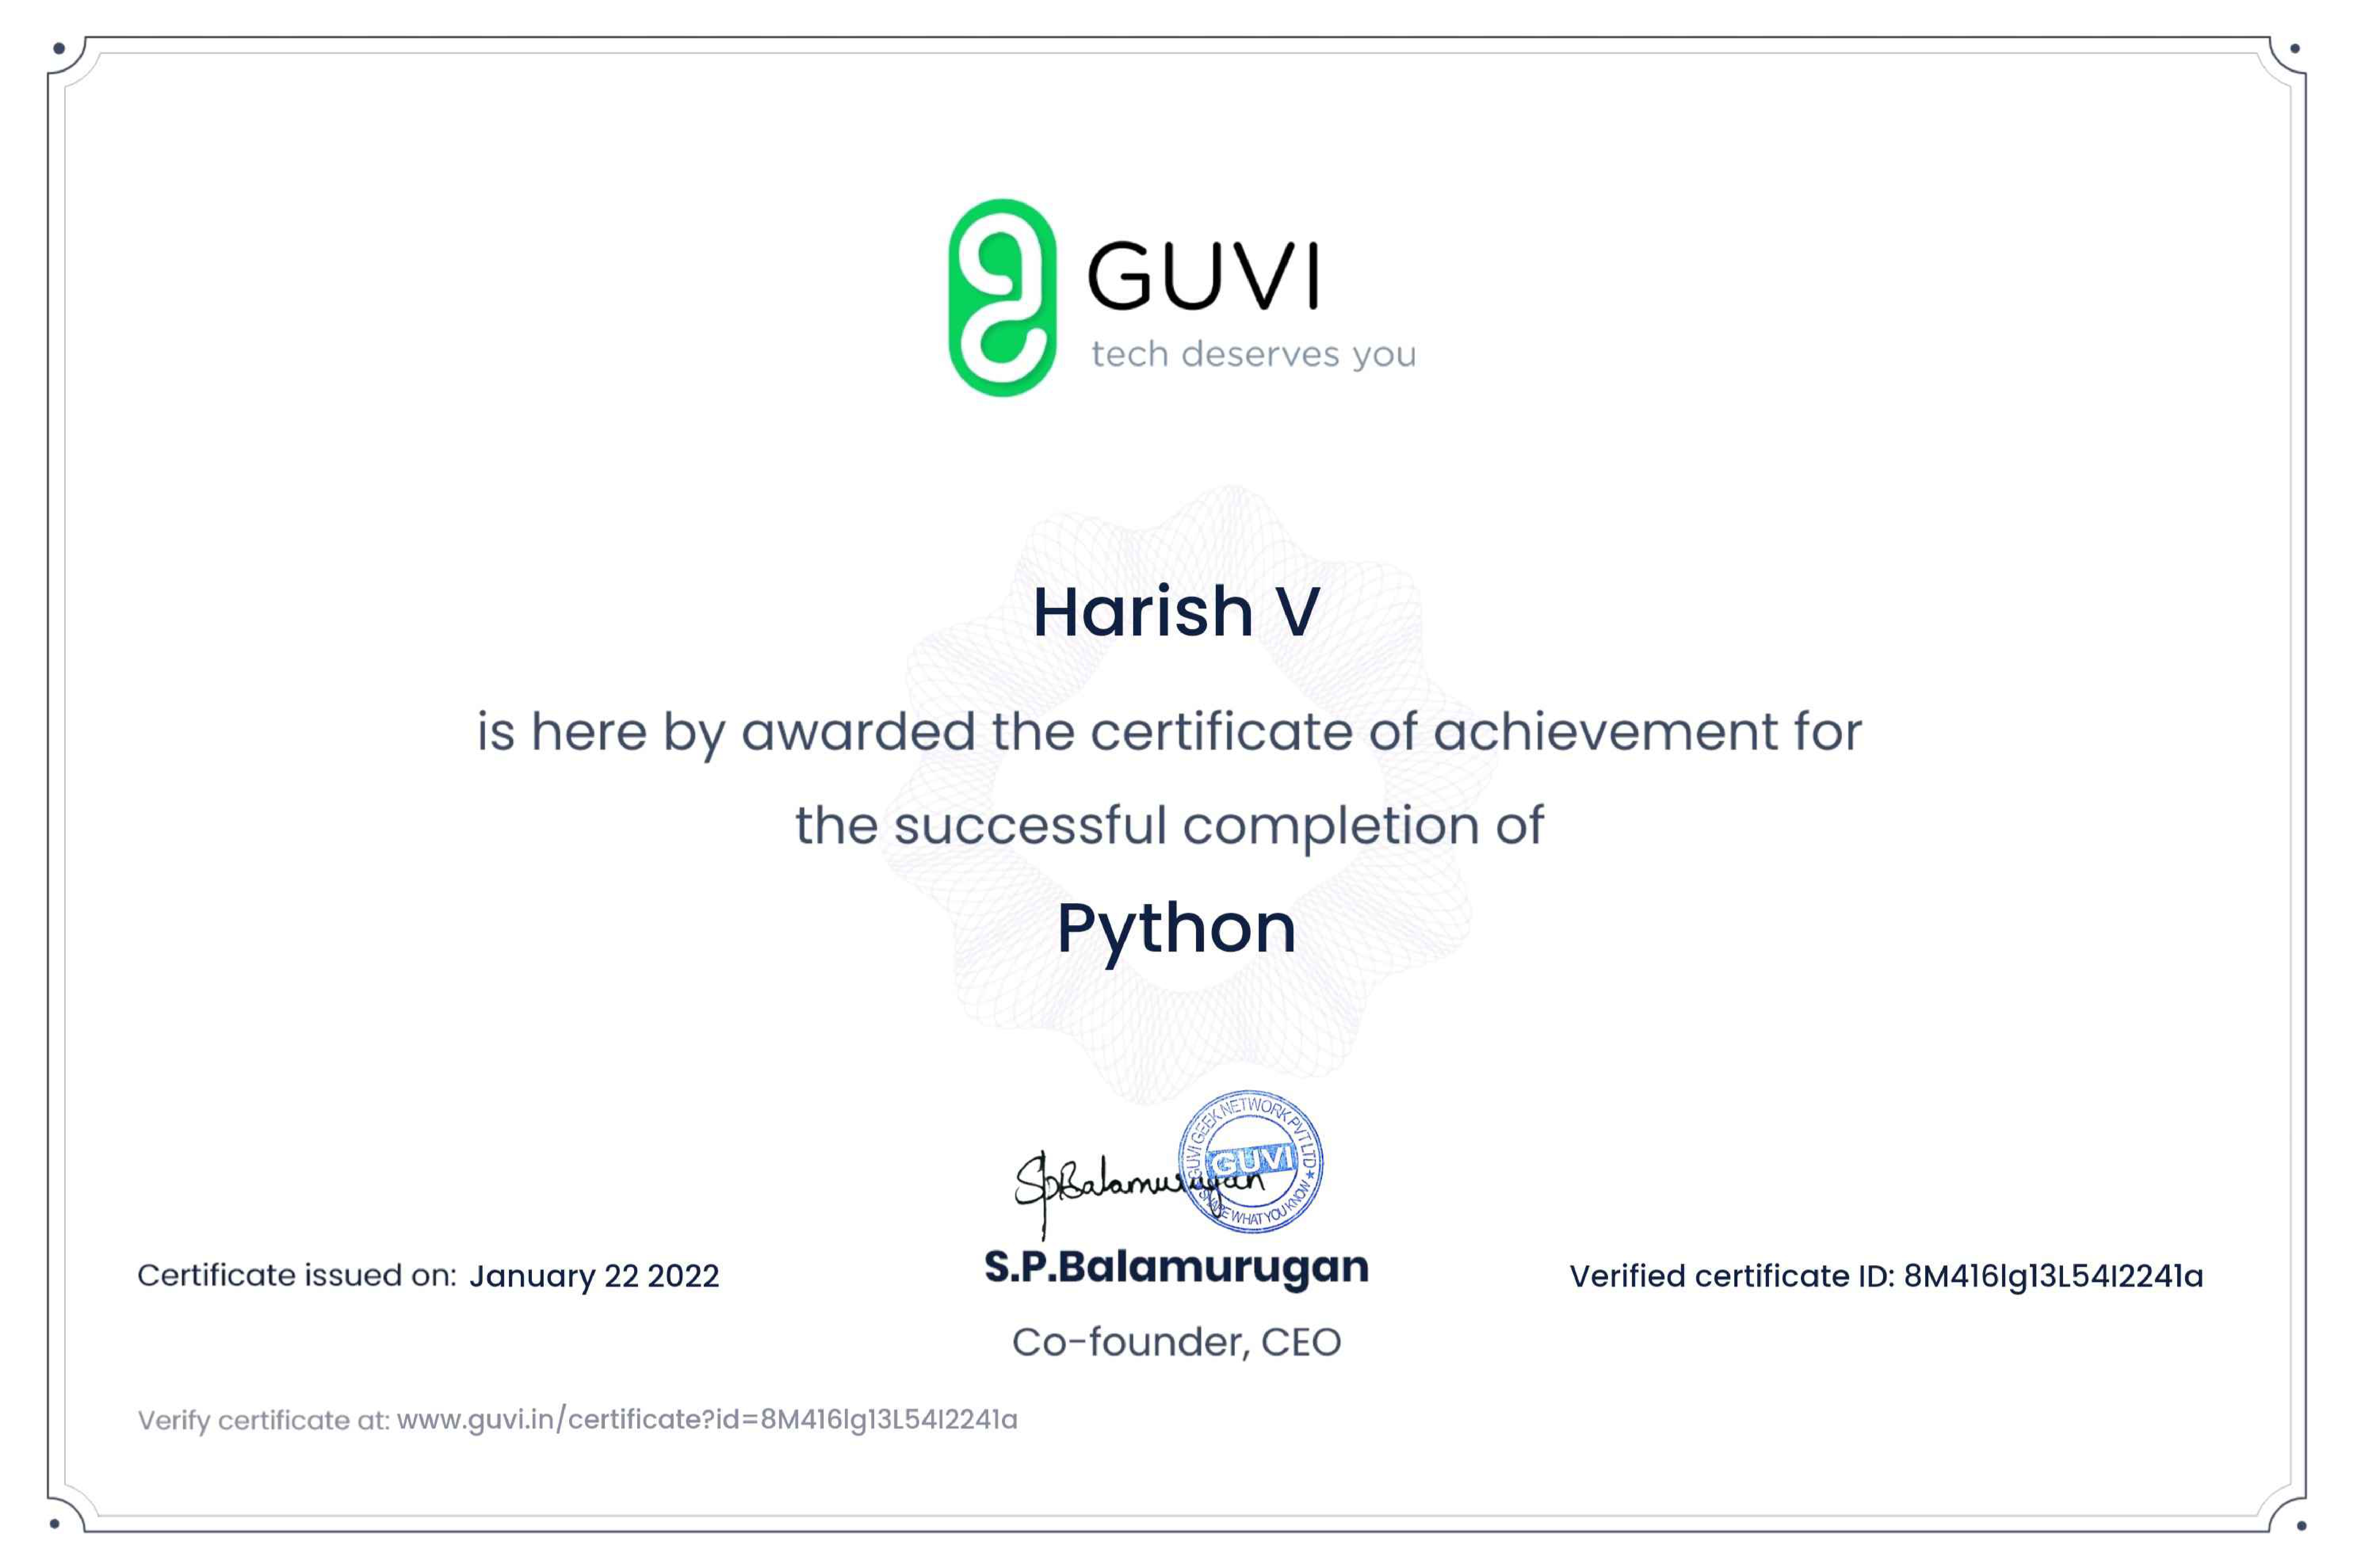 GUVI
tech deserves you
Harish V
is here by awarded the certificate of achievement for
the successful completion of
Python
GUVI GEEK NETWORK PVT LTD
GUVI
★ SHARE WHAT YOU KNOW ★
SpBalamurugan
S.P.Balamurugan
Co-founder, CEO
Certificate issued on: January 22 2022
Verified certificate ID: 8M416lg13L54I2241a
Verify certificate at: www.guvi.in/certificate?id=8M416lg13L54I2241a